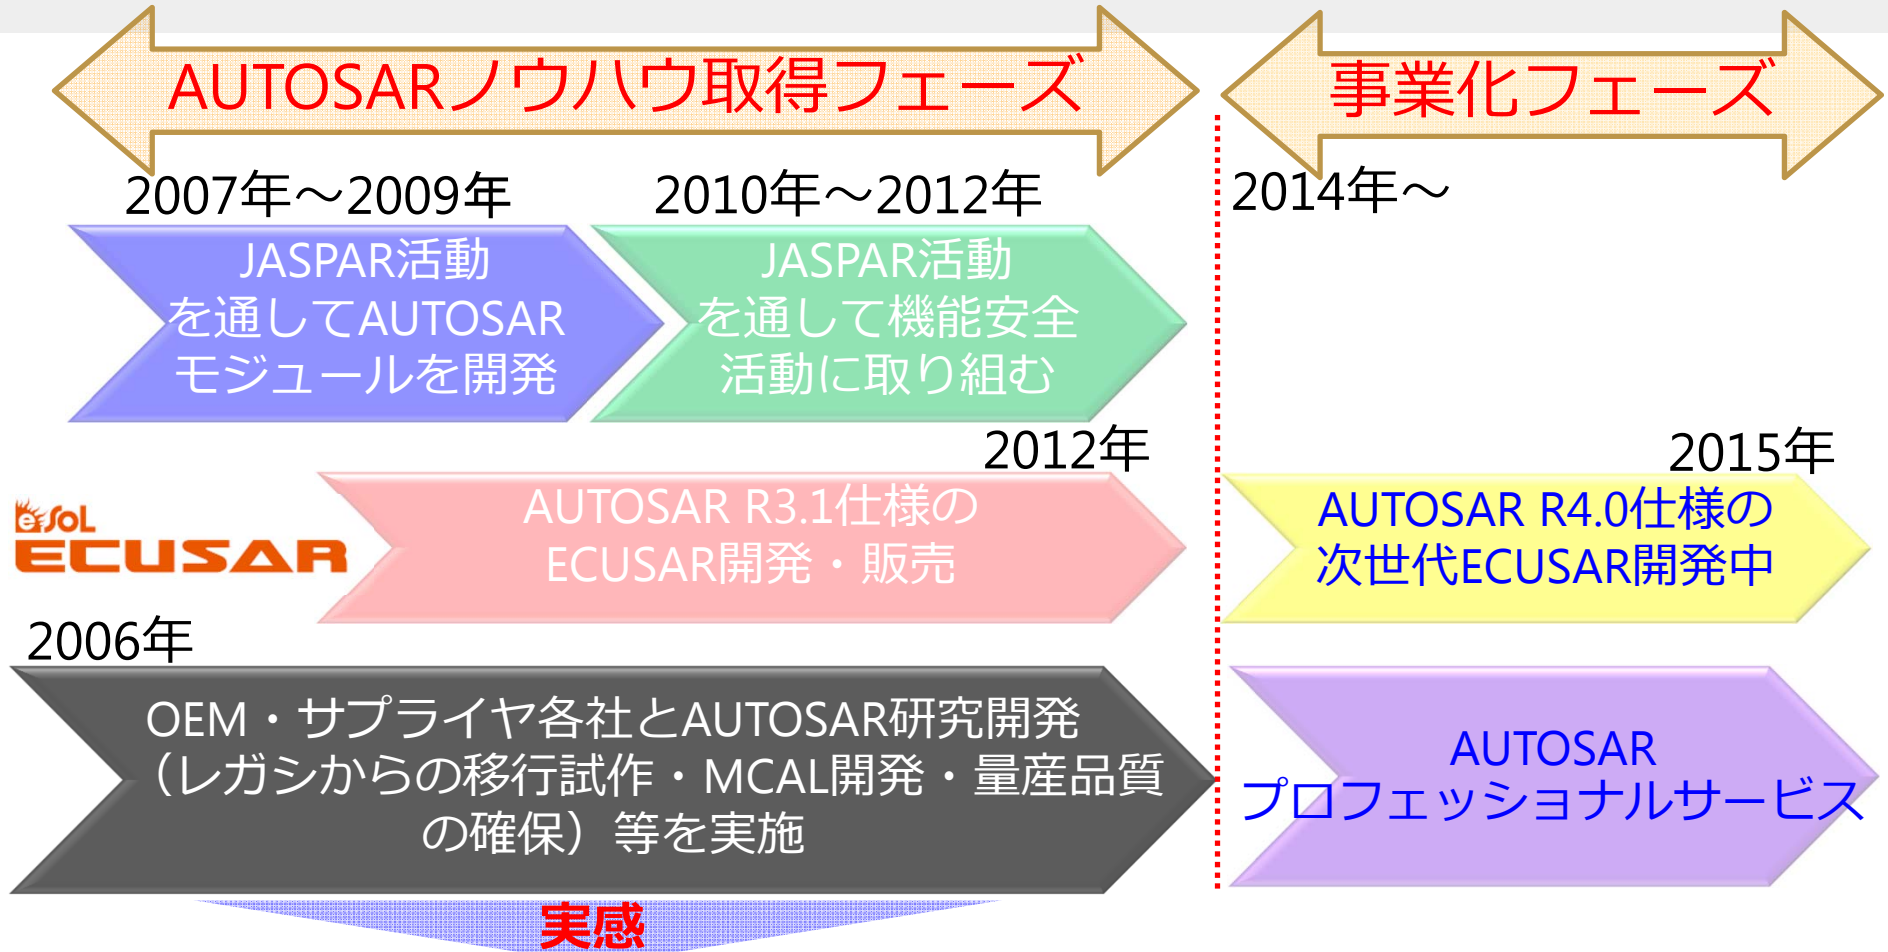 AUTOSARノウハウ取得フェーズ
事業化フェーズ
2007年～2009年
2010年～2012年
2014年～
JASPAR活動
を通してAUTOSAR
モジュールを開発
JASPAR活動
を通して機能安全
活動に取り組む
2012年
2015年
eSOL
ECUSAR
AUTOSAR R3.1仕様の
ECUSAR開発・販売
AUTOSAR R4.0仕様の
次世代ECUSAR開発中
2006年
OEM・サプライヤ各社とAUTOSAR研究開発
（レガシからの移行試作・MCAL開発・量産品質
の確保）等を実施
AUTOSAR
プロフェッショナルサービス
実感